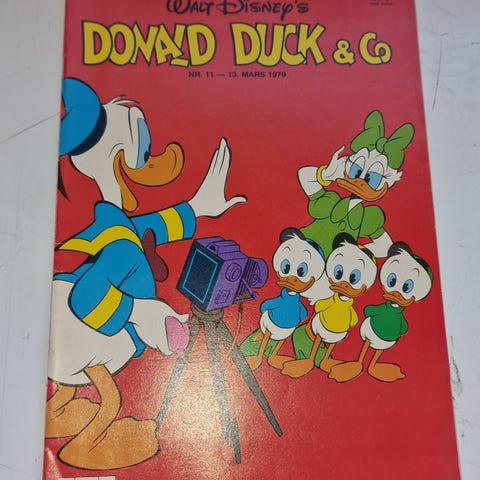 Walt Disney's
DONALD DUCK & Co
NR. 11 — 13. MARS 1979